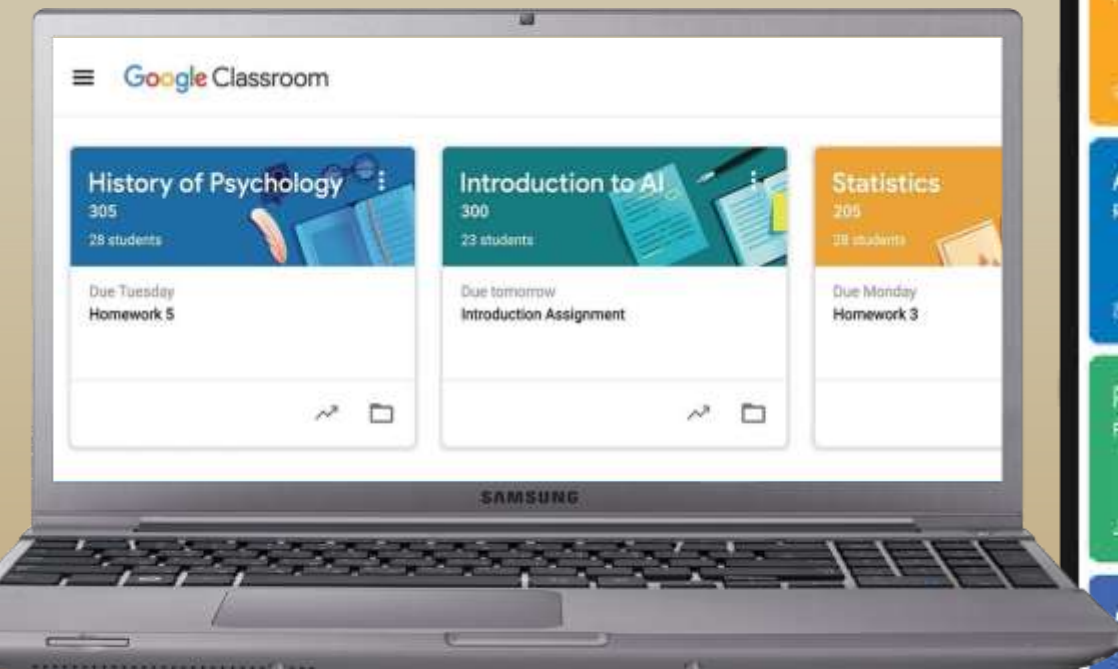 Google Classroom
History of Psychology
305
28 students
Due Tuesday
Homework 5
Introduction to AI
300
23 students
Due tomorrow
Introduction Assignment
Statistics
205
28 students
Due Monday
Homework 3
SAMSUNG